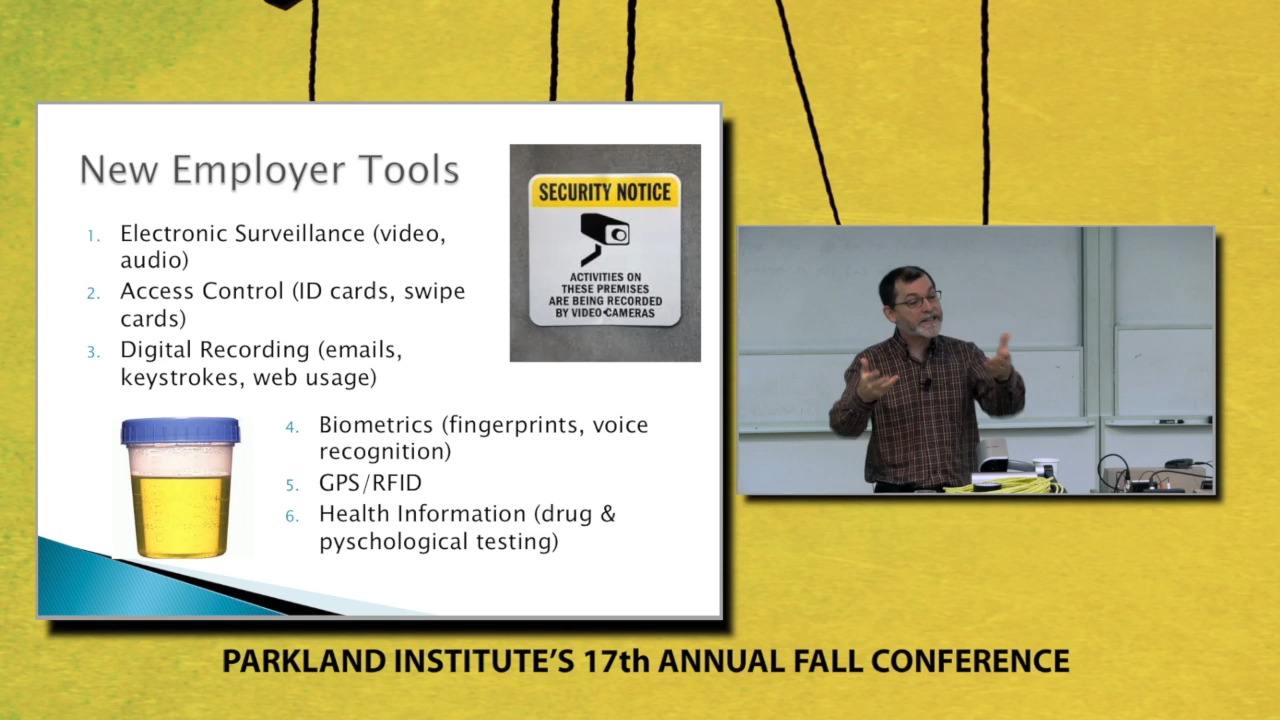 New Employer Tools
1. Electronic Surveillance (video,
audio)
2. Access Control (ID cards, swipe
cards)
3. Digital Recording (emails,
keystrokes, web usage)
4. Biometrics (fingerprints, voice
recognition)
5. GPS/RFID
6. Health Information (drug &
pyschological testing)
SECURITY NOTICE
ACTIVITIES ON
THESE PREMISES
ARE BEING RECORDED
BY VIDEO CAMERAS
PARKLAND INSTITUTE'S 17th ANNUAL FALL CONFERENCE